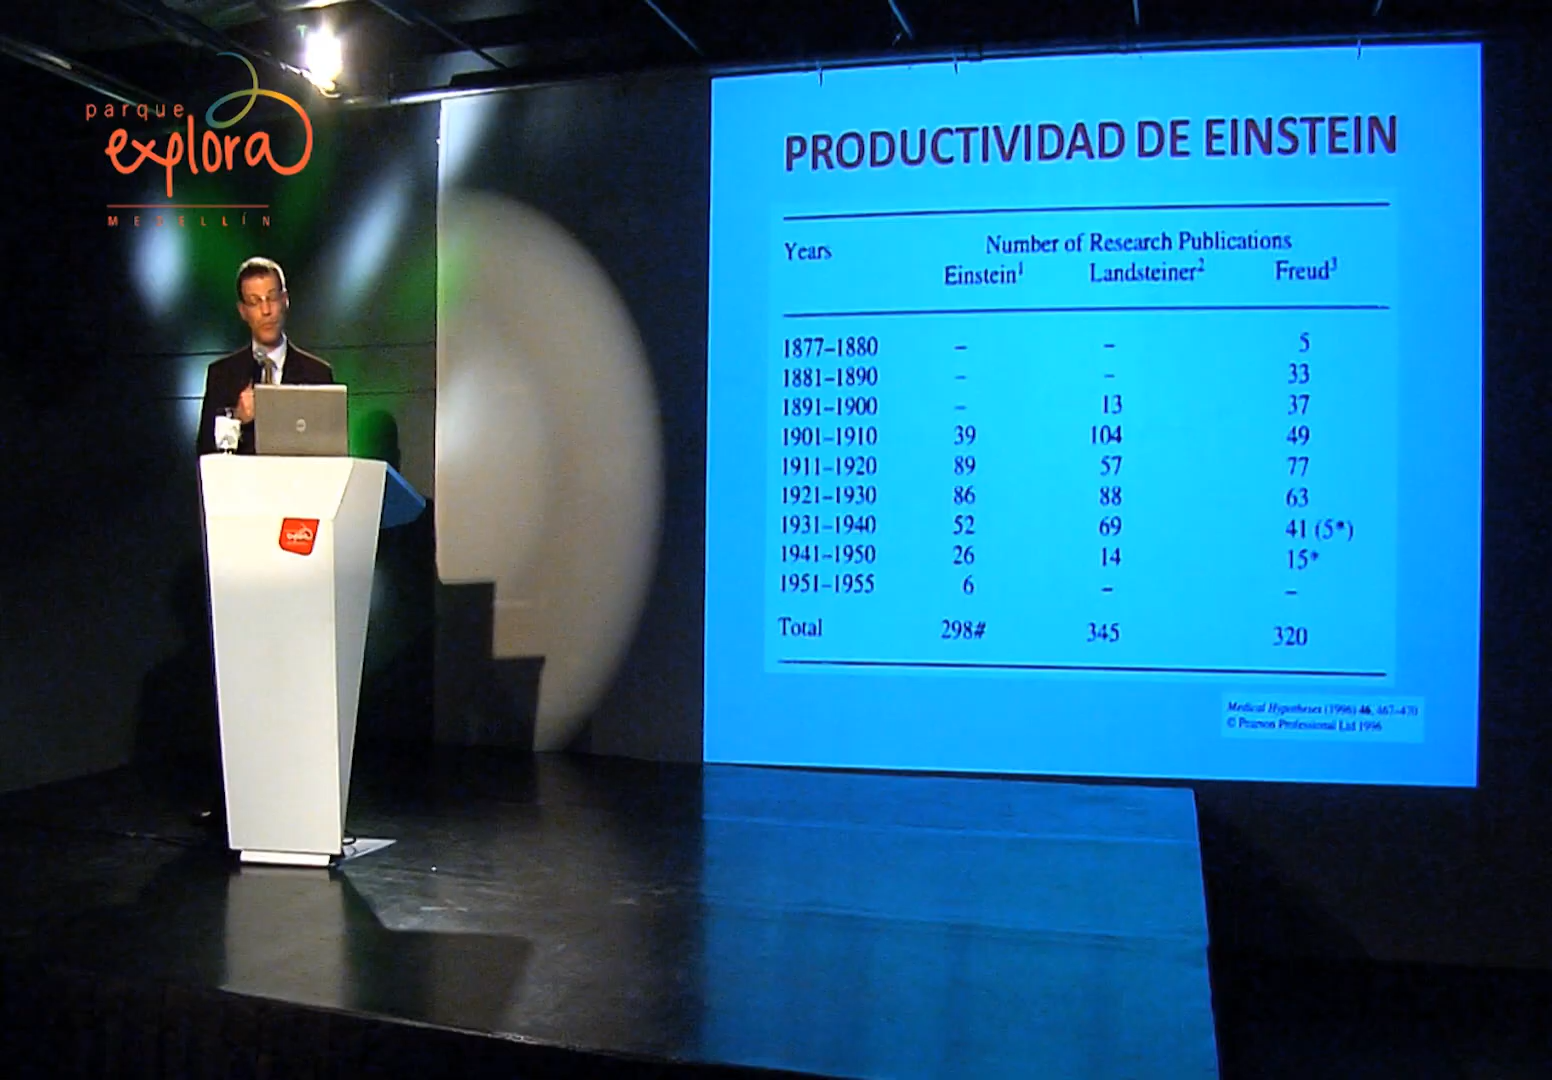 parque
explora
MEDELLÍN
PRODUCTIVIDAD DE EINSTEIN
Years Number of Research Publications
Einstein¹ Landsteiner² Freud³
1877–1880 – – 5
1881–1890 – – 33
1891–1900 – 13 37
1901–1910 39 104 49
1911–1920 89 57 77
1921–1930 86 88 63
1931–1940 52 69 41 (5*)
1941–1950 26 14 15*
1951–1955 6 – –
Total 298# 345 320
Medical Hypotheses (1996) 46, 467–470
© Pearson Professional Ltd 1996